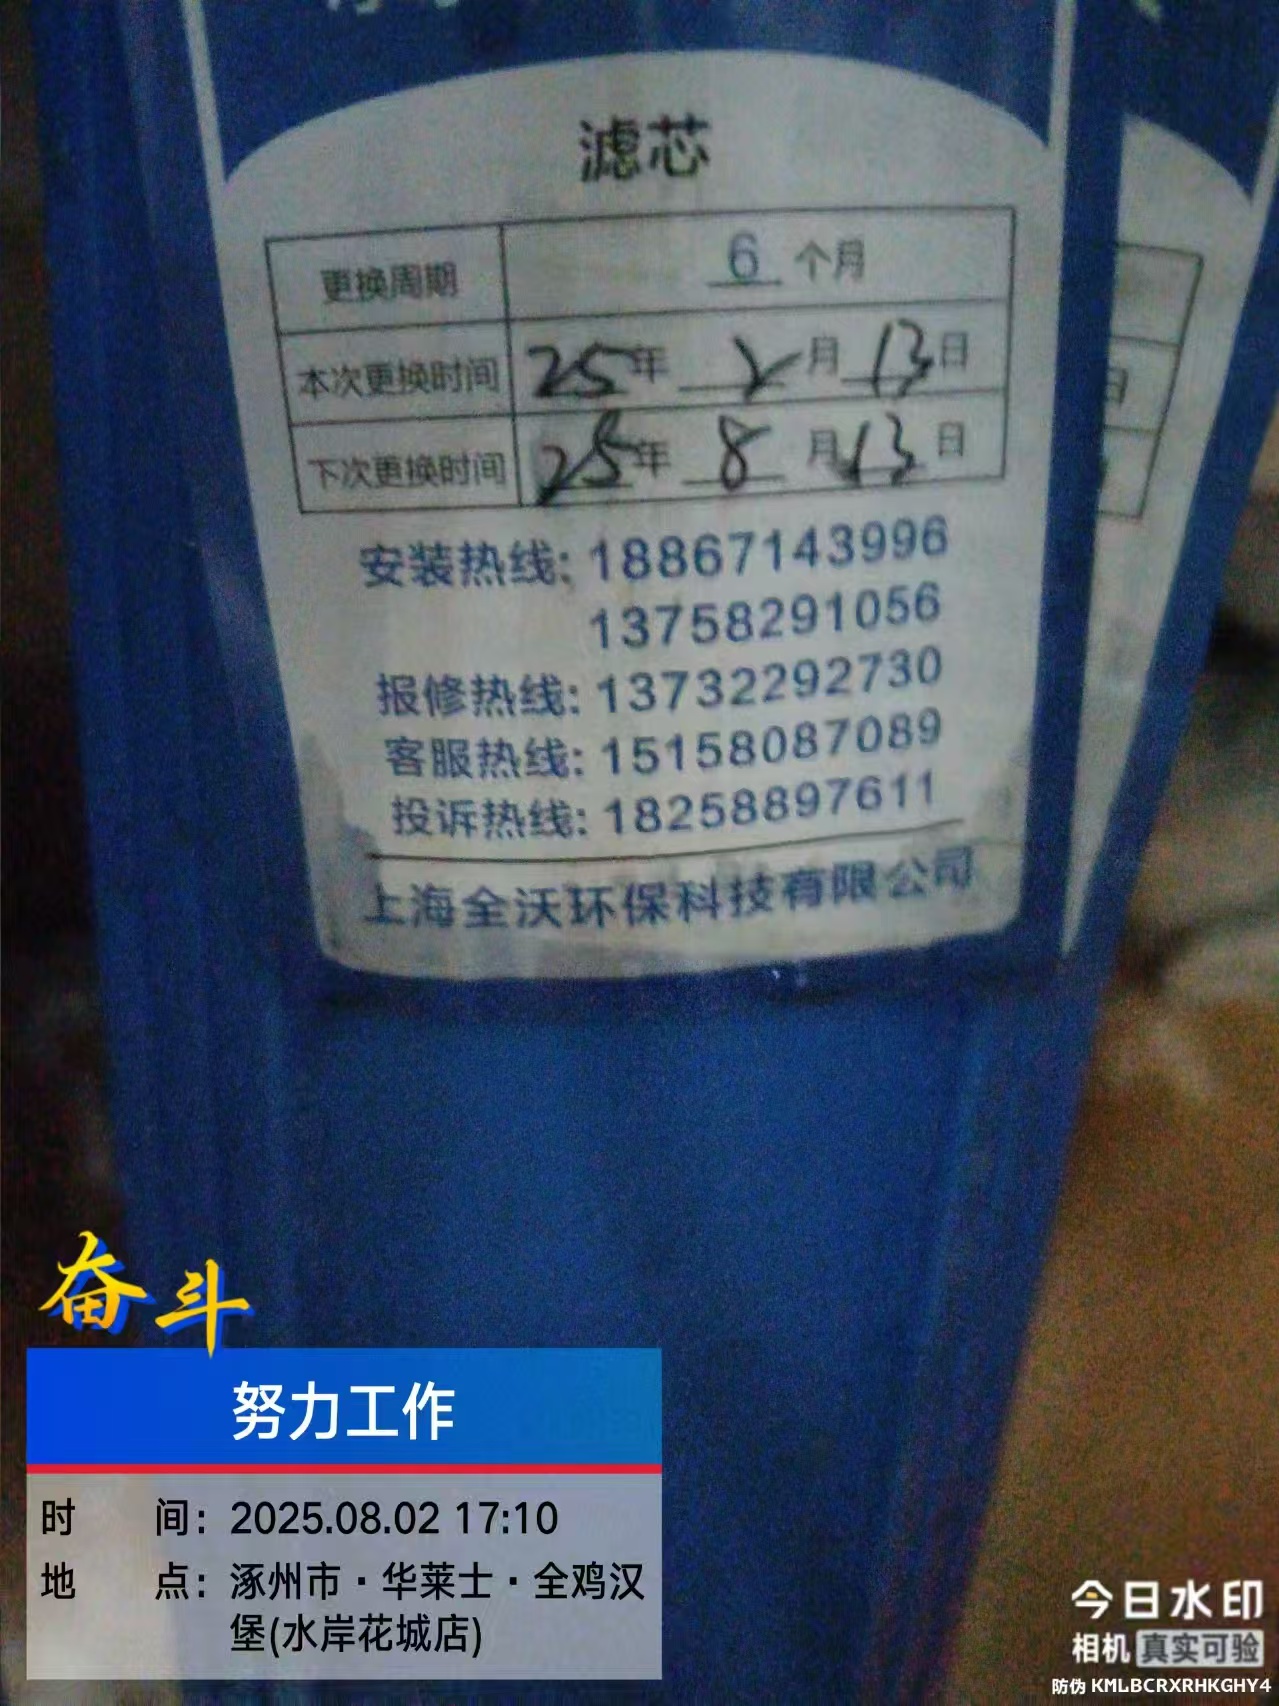 滤芯
更换周期 6 个月
本次更换时间 25年 2月 13日
下次更换时间 25年 8月 13日
安装热线: 18867143996
13758291056
报修热线: 13732292730
客服热线: 15158087089
投诉热线: 18258897611
上海全沃环保科技有限公司
日
奋斗
努力工作
时间: 2025.08.02 17:10
地点: 涿州市·华莱士·全鸡汉
堡(水岸花城店)
今日水印
相机 真实可验
防伪 KMLBCRXRHKGHY4